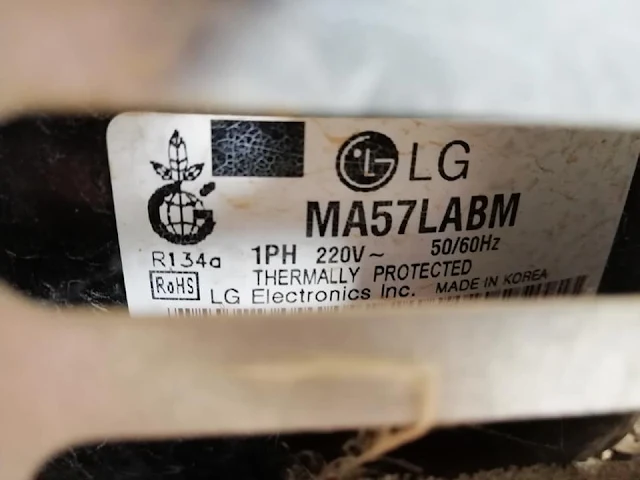 LG
MA57LABM
R134a 1PH 220V~ 50/60Hz
RoHS THERMALLY PROTECTED
LG Electronics Inc. MADE IN KOREA